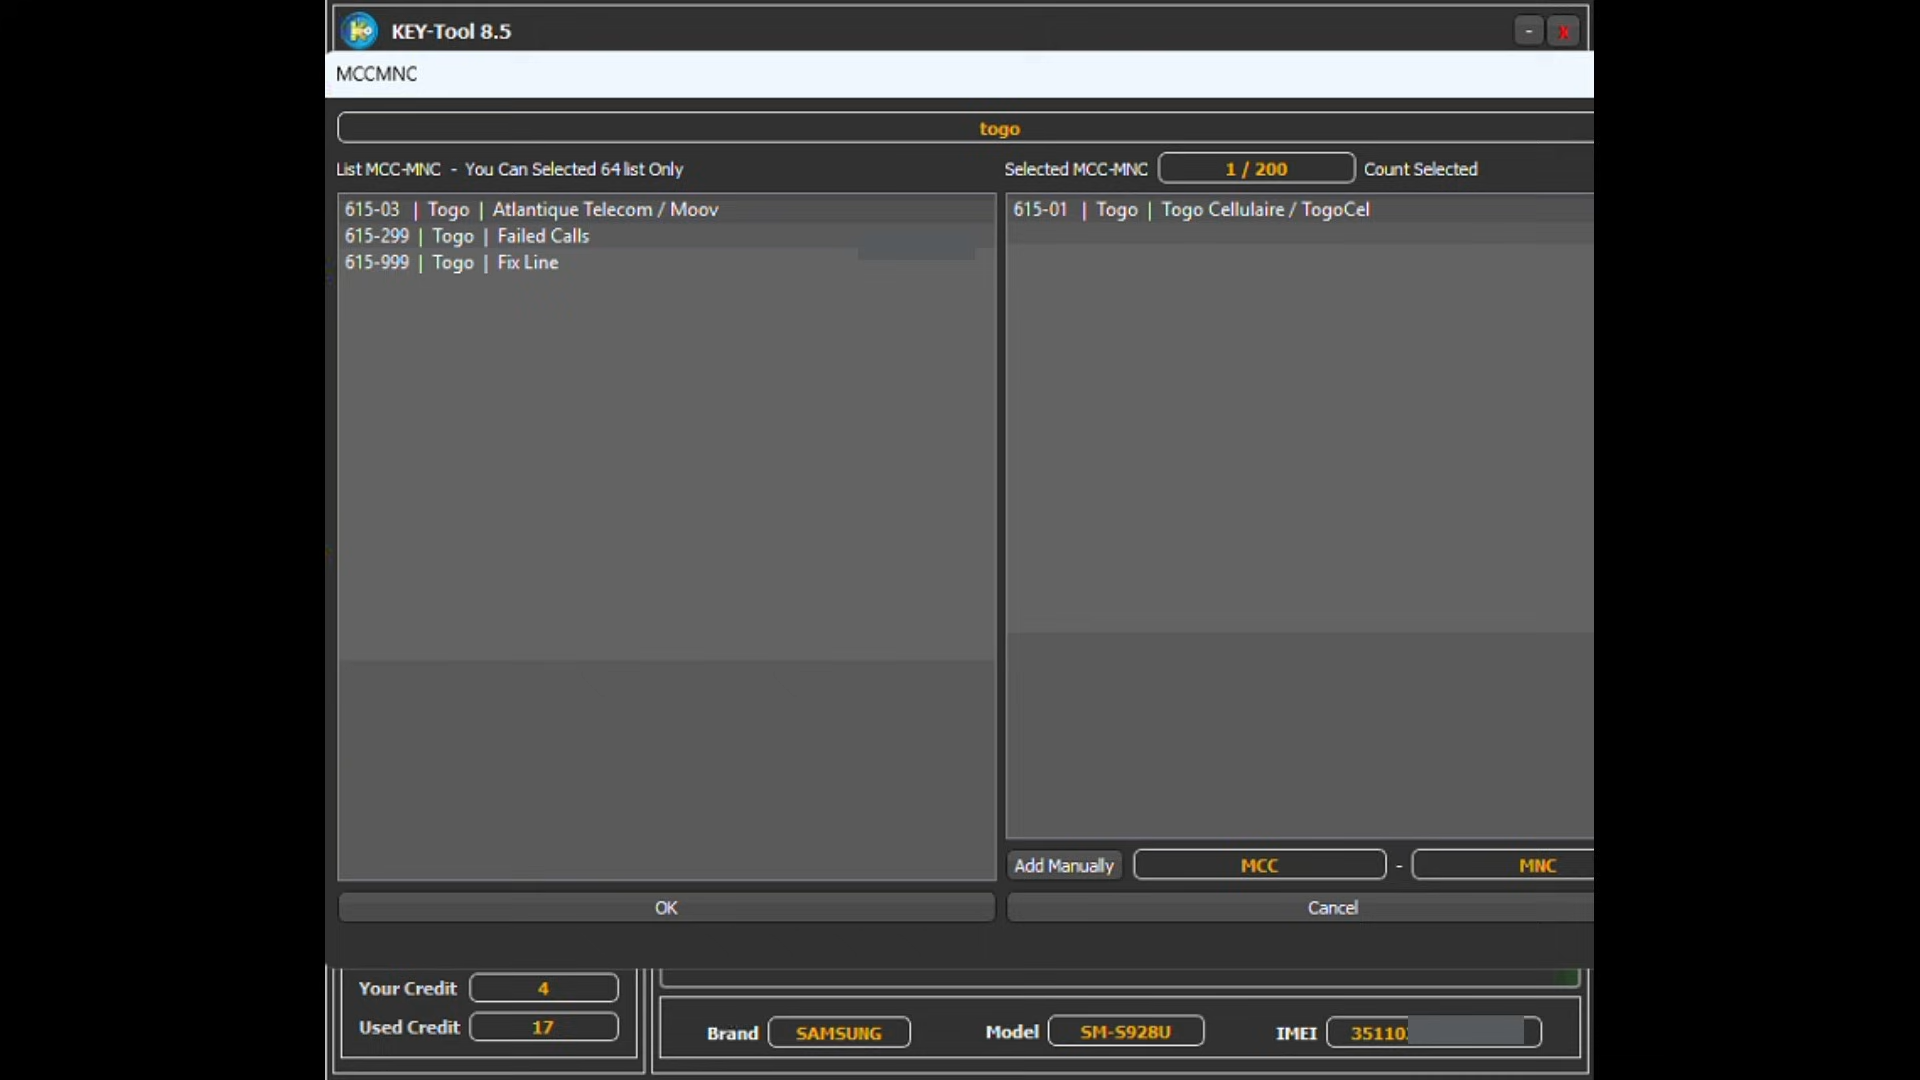 KEY-Tool 8.5
-
x
MCCMNC
togo
List MCC-MNC - You Can Selected 64 list Only
Selected MCC-MNC 1 / 200 Count Selected
615-03 | Togo | Atlantique Telecom / Moov
615-299 | Togo | Failed Calls
615-999 | Togo | Fix Line
615-01 | Togo | Togo Cellulaire / TogoCel
Add Manually MCC - MNC
OK
Cancel
Your Credit 4
Used Credit 17
Brand SAMSUNG Model SM-S928U IMEI 35110